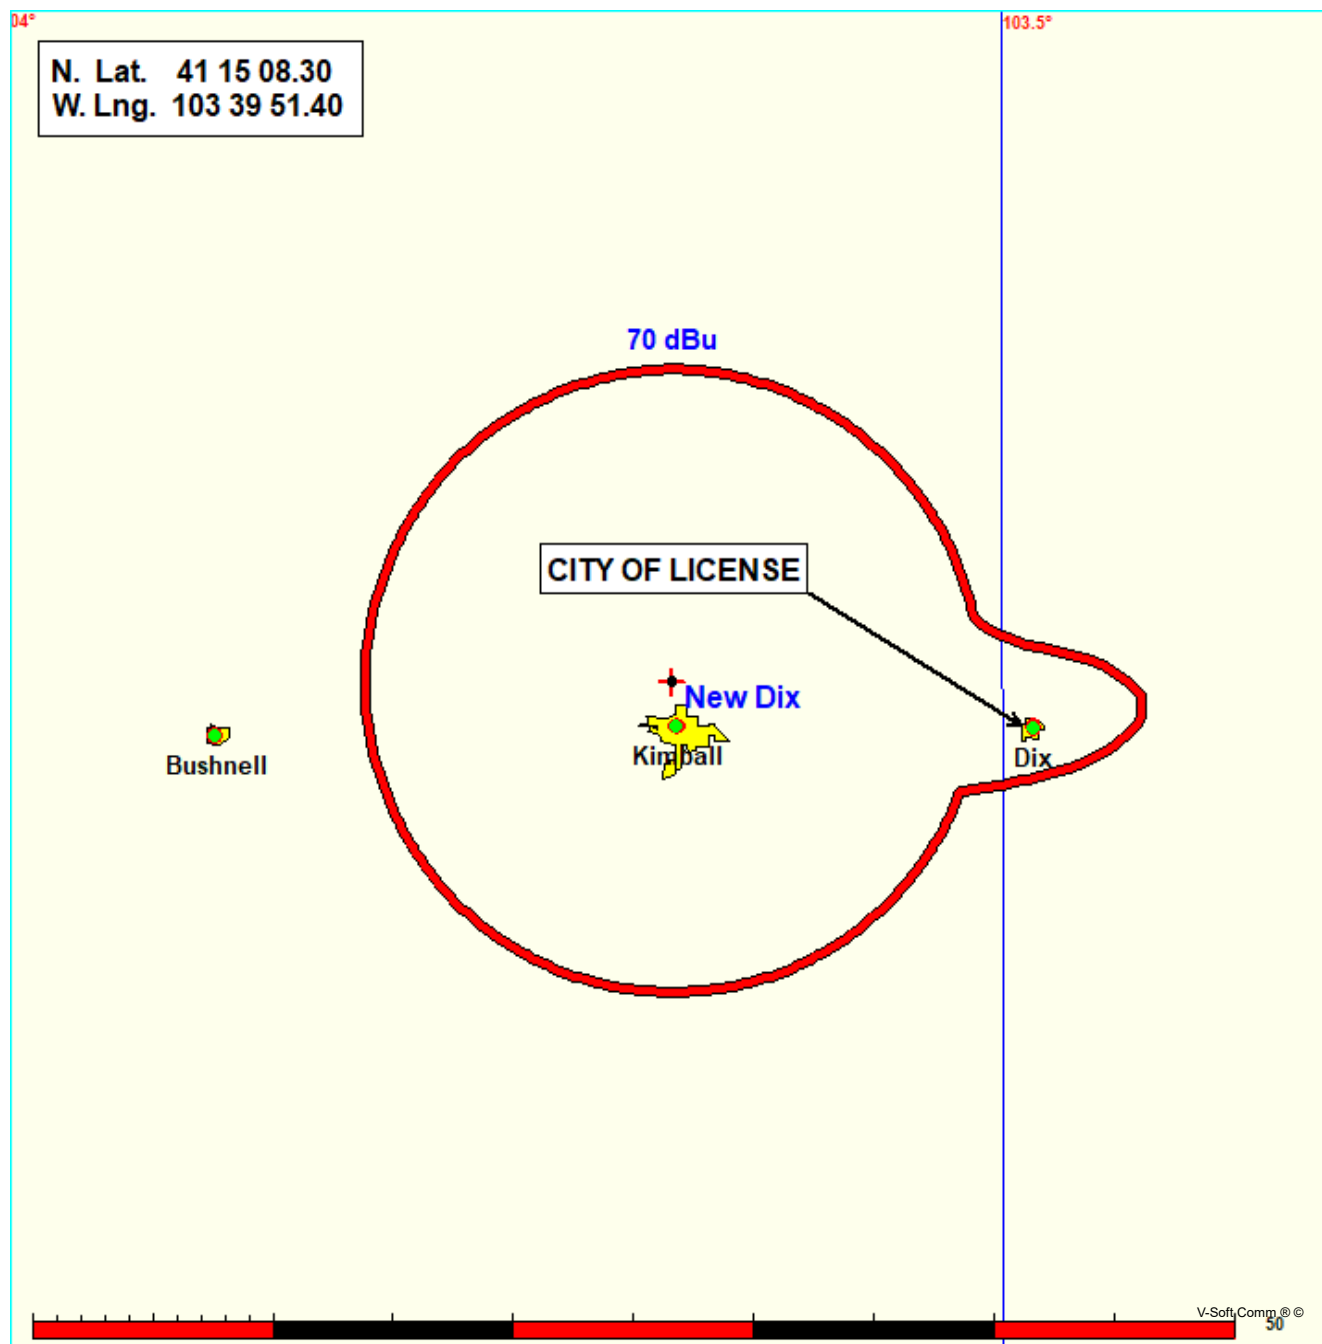 04°
103.5°
N. Lat. 41 15 08.30
W. Lng. 103 39 51.40
70 dBu
CITY OF LICENSE
New Dix
Bushnell
Kimball
Dix
V-Soft Comm ® ©
50